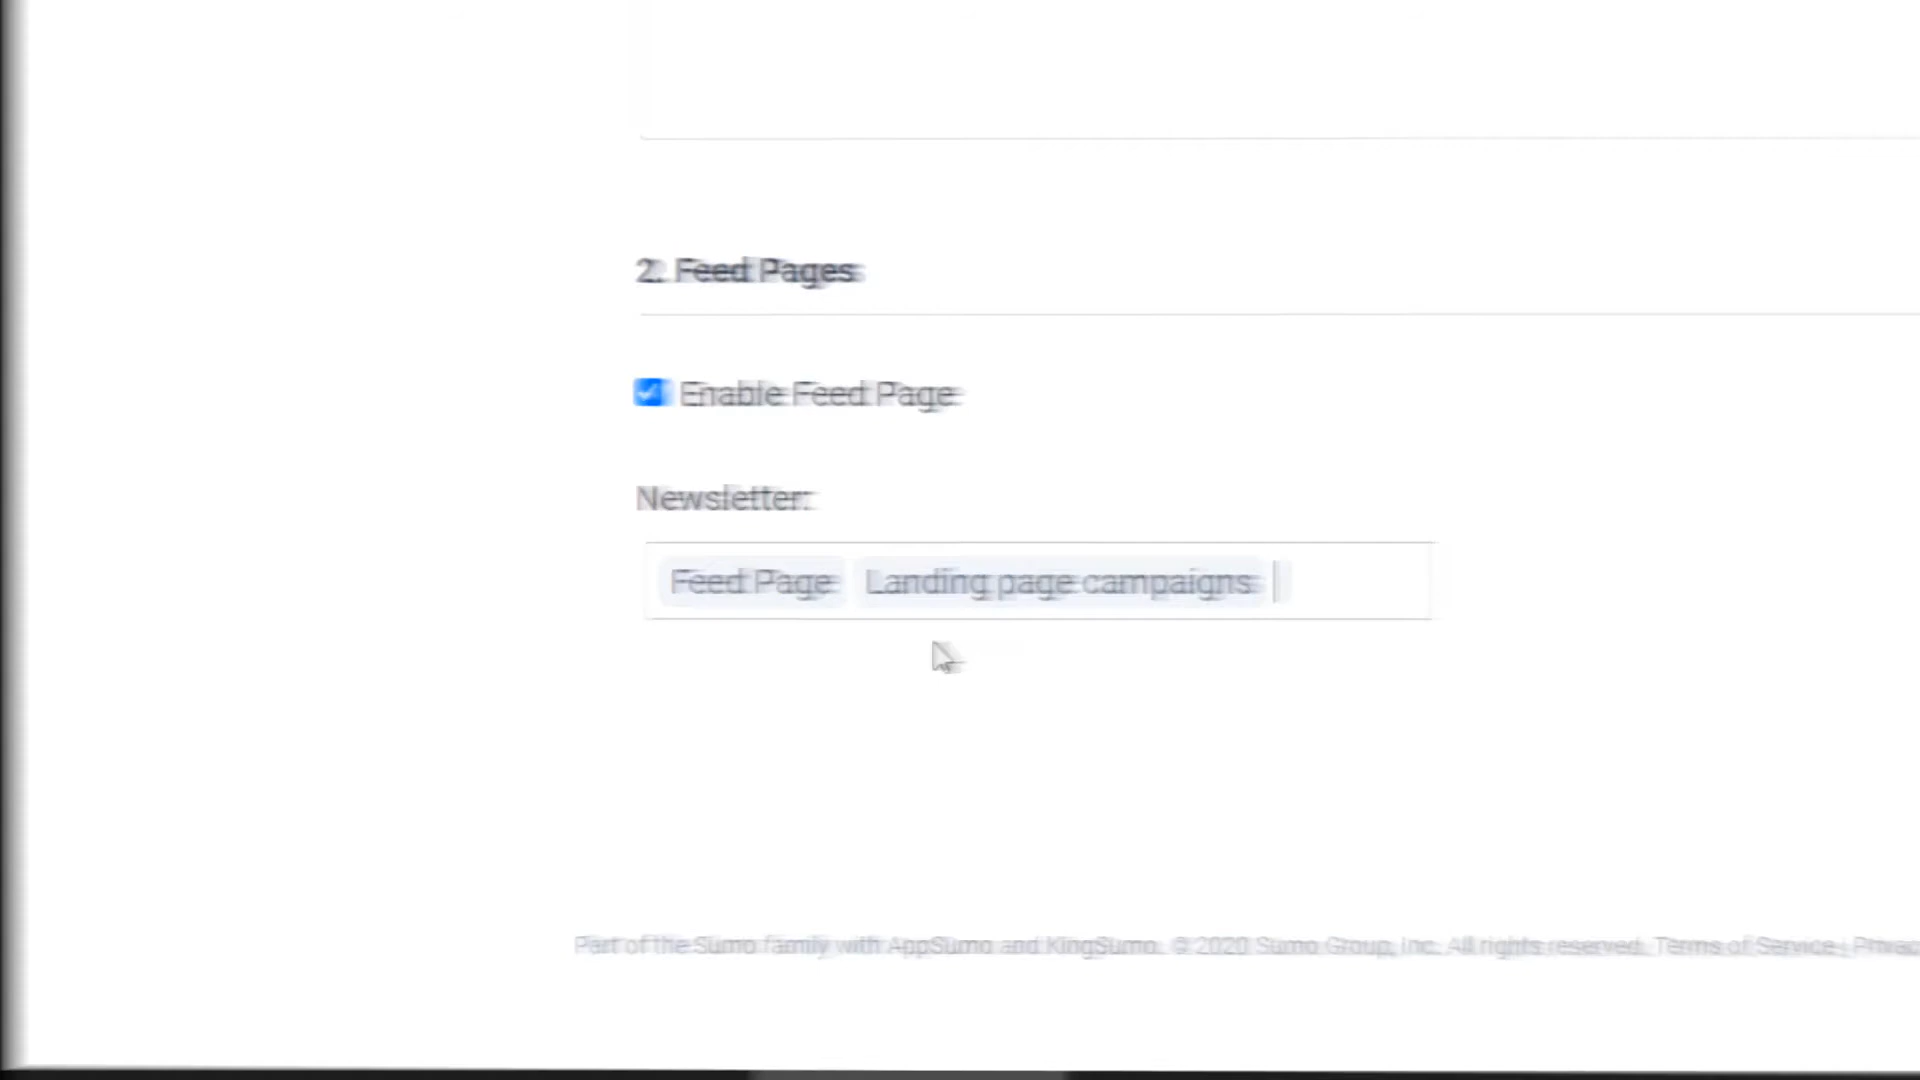 2. Feed Pages
Enable Feed Page
Newsletter:
Feed Page Landing page campaigns
Part of the Sumo family with AppSumo and KingSumo. © 2020 Sumo Group, Inc. All rights reserved. Terms of Service | Privac